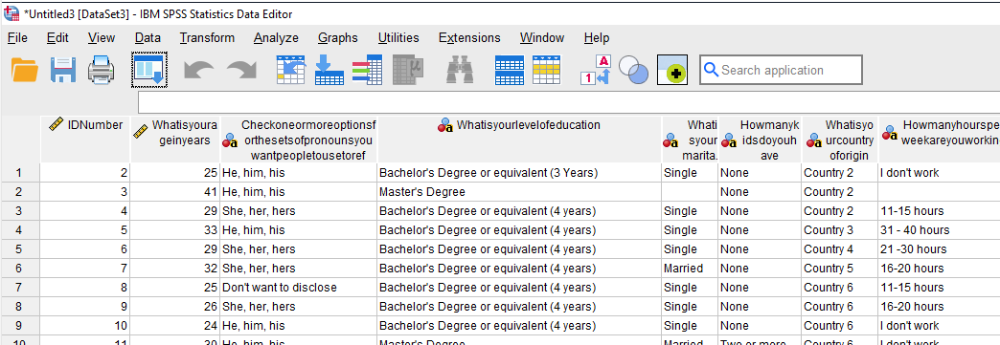 *Untitled3 [DataSet3] - IBM SPSS Statistics Data Editor
File Edit View Data Transform Analyze Graphs Utilities Extensions Window Help
1 A Search application
IDNumber
Whatisyoura
geinyears
Checkoneormoreoptionsf
orthesetsofpronounsyou
wantpeopletousetoref
Whatisyourlevelofeducation
Whati
syour
marita.
Howmanyk
idsdoyouh
ave
Whatisyo
urcountry
oforigin
Howmanyhoursper
weekareyouworkin
1 2 25 He, him, his Bachelor's Degree or equivalent (3 Years) Single None Country 2 I don't work
2 3 41 He, him, his Master's Degree None Country 2
3 4 29 She, her, hers Bachelor's Degree or equivalent (4 years) Single None Country 2 11-15 hours
4 5 33 He, him, his Bachelor's Degree or equivalent (4 years) Single None Country 3 31 - 40 hours
5 6 29 She, her, hers Bachelor's Degree or equivalent (4 years) Single None Country 4 21 -30 hours
6 7 32 She, her, hers Bachelor's Degree or equivalent (4 years) Married None Country 5 16-20 hours
7 8 25 Don't want to disclose Bachelor's Degree or equivalent (4 years) Single None Country 6 11-15 hours
8 9 26 She, her, hers Bachelor's Degree or equivalent (4 years) Single None Country 6 16-20 hours
9 10 24 He, him, his Bachelor's Degree or equivalent (4 years) Single None Country 6 I don't work
10 11 30 He, him, his Master's Degree Married Two or more Country 6 I don't work